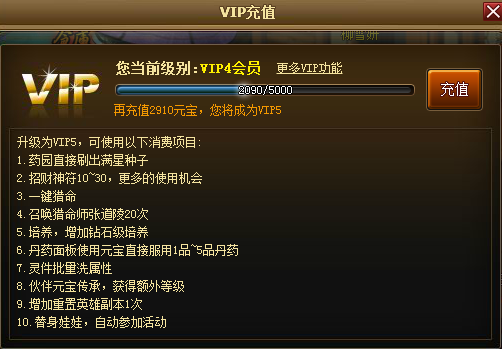 VIP充值
VIP
您当前级别:VIP4会员 更多VIP功能
2090/5000
充值
再充值2910元宝，您将成为VIP5
升级为VIP5，可使用以下消费项目:
1.药园直接刷出满星种子
2.招财神符10~30，更多的使用机会
3.一键猎命
4.召唤猎命师张道陵20次
5.培养，增加钻石级培养
6.丹药面板使用元宝直接服用1品~5品丹药
7.灵件批量洗属性
8.伙伴元宝传承，获得额外等级
9.增加重置英雄副本1次
10.替身娃娃，自动参加活动